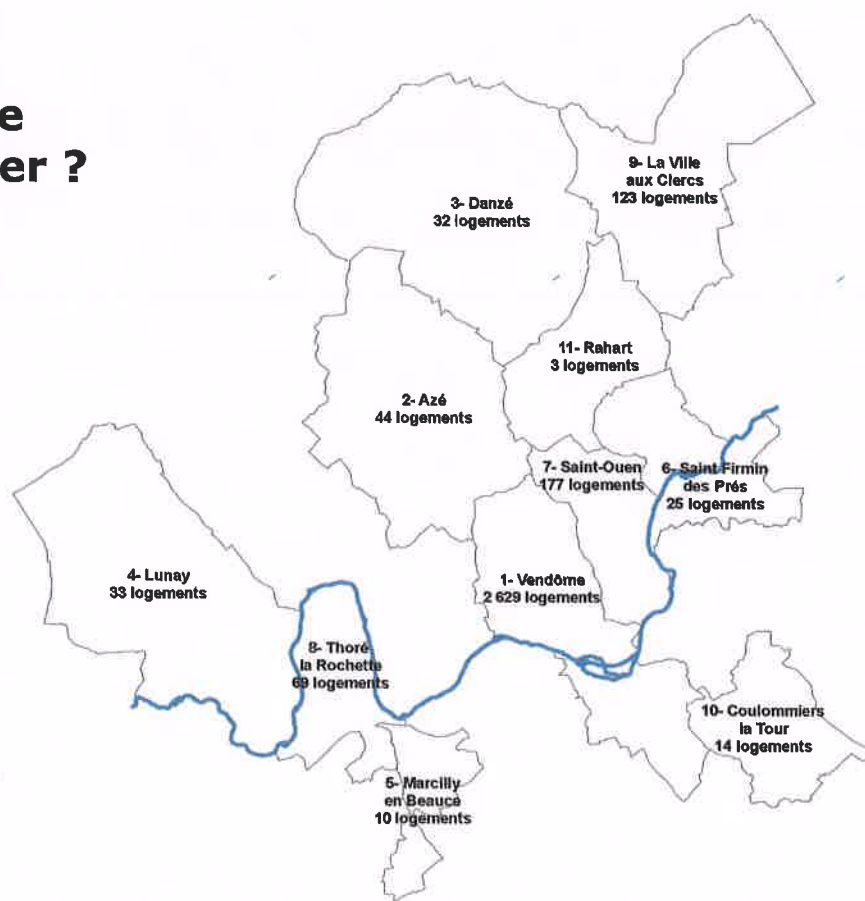 e
er ?
9- La Ville
aux Clercs
123 logements
3- Danzé
32 logements
11- Rahart
3 logements
2- Azé
44 logements
7- Saint-Ouen
177 logements
6- Saint Firmin
des Prés
25 logements
4- Lunay
33 logements
1- Vendôme
2 629 logements
8- Thoré
la Rochette
69 logements
10- Coulommiers
la Tour
14 logements
5- Marcilly
en Beauce
10 logements